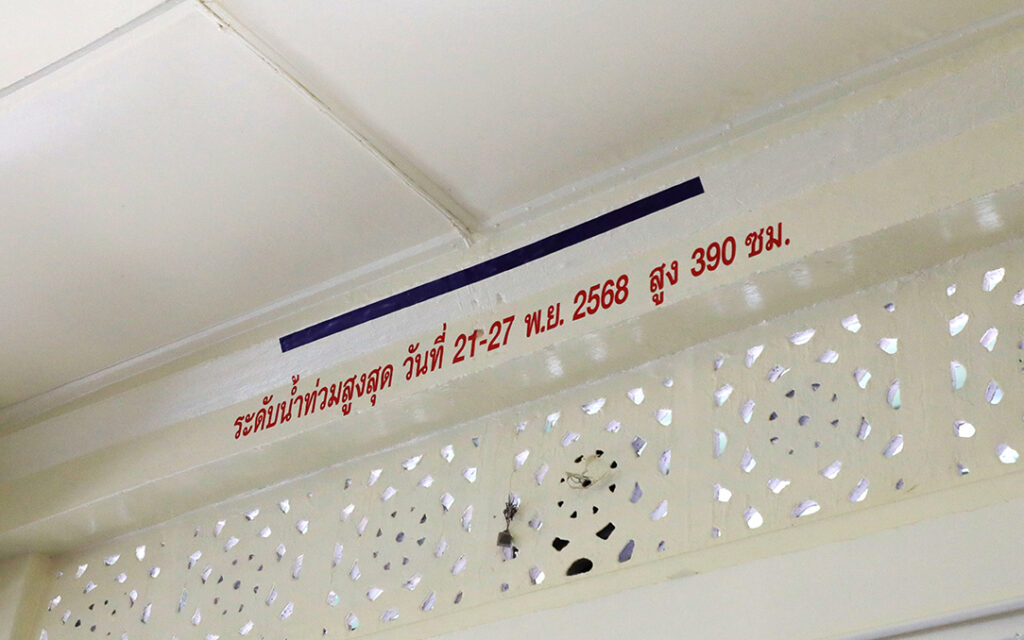 ระดับน้ำท่วมสูงสุด วันที่ 21-27 พ.ย. 2568 สูง 390 ซม.